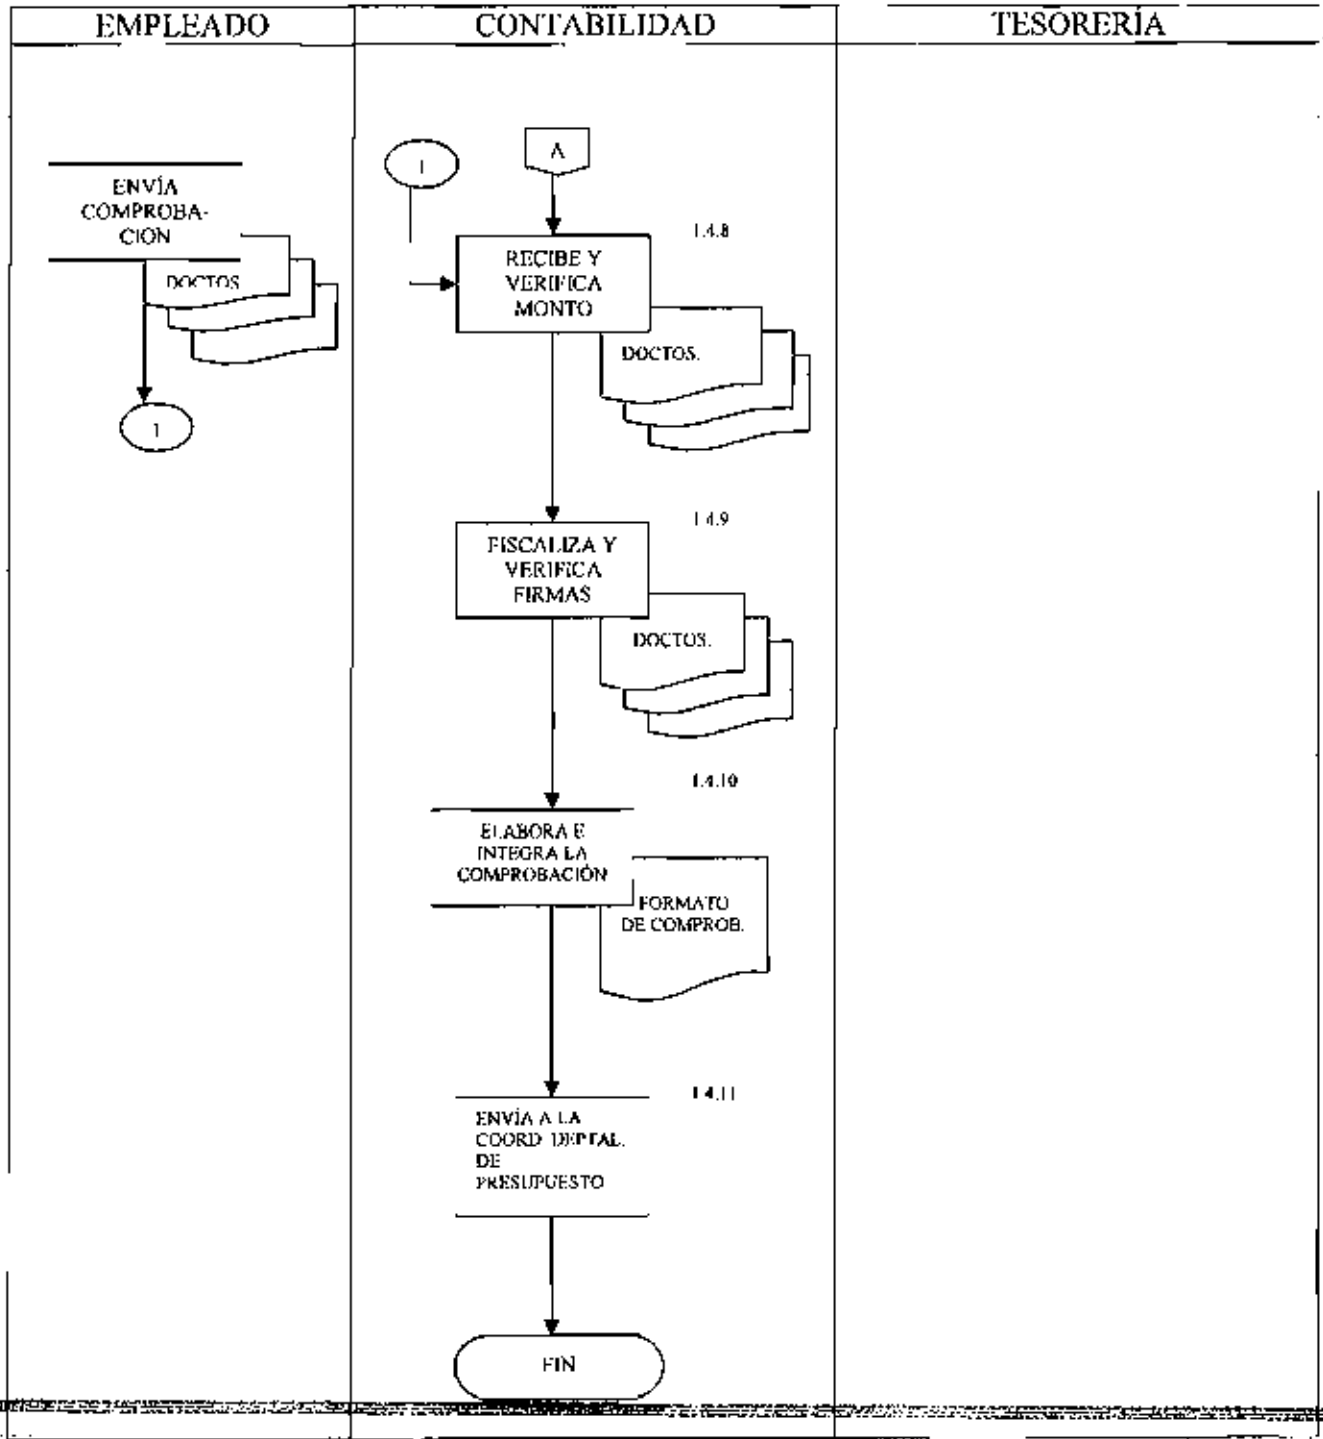 EMPLEADO
CONTABILIDAD
TESORERÍA
ENVÍA
COMPROBA-
CION
DOCTOS
1
1
A
1.4.8
RECIBE Y
VERIFICA
MONTO
DOCTOS.
1.4.9
FISCALIZA Y
VERIFICA
FIRMAS
DOCTOS.
1.4.10
ELABORA E
INTEGRA LA
COMPROBACIÓN
FORMATO
DE COMPROB.
1.4.11
ENVÍA A LA
COORD DEPTAL.
DE
PRESUPUESTO
FIN